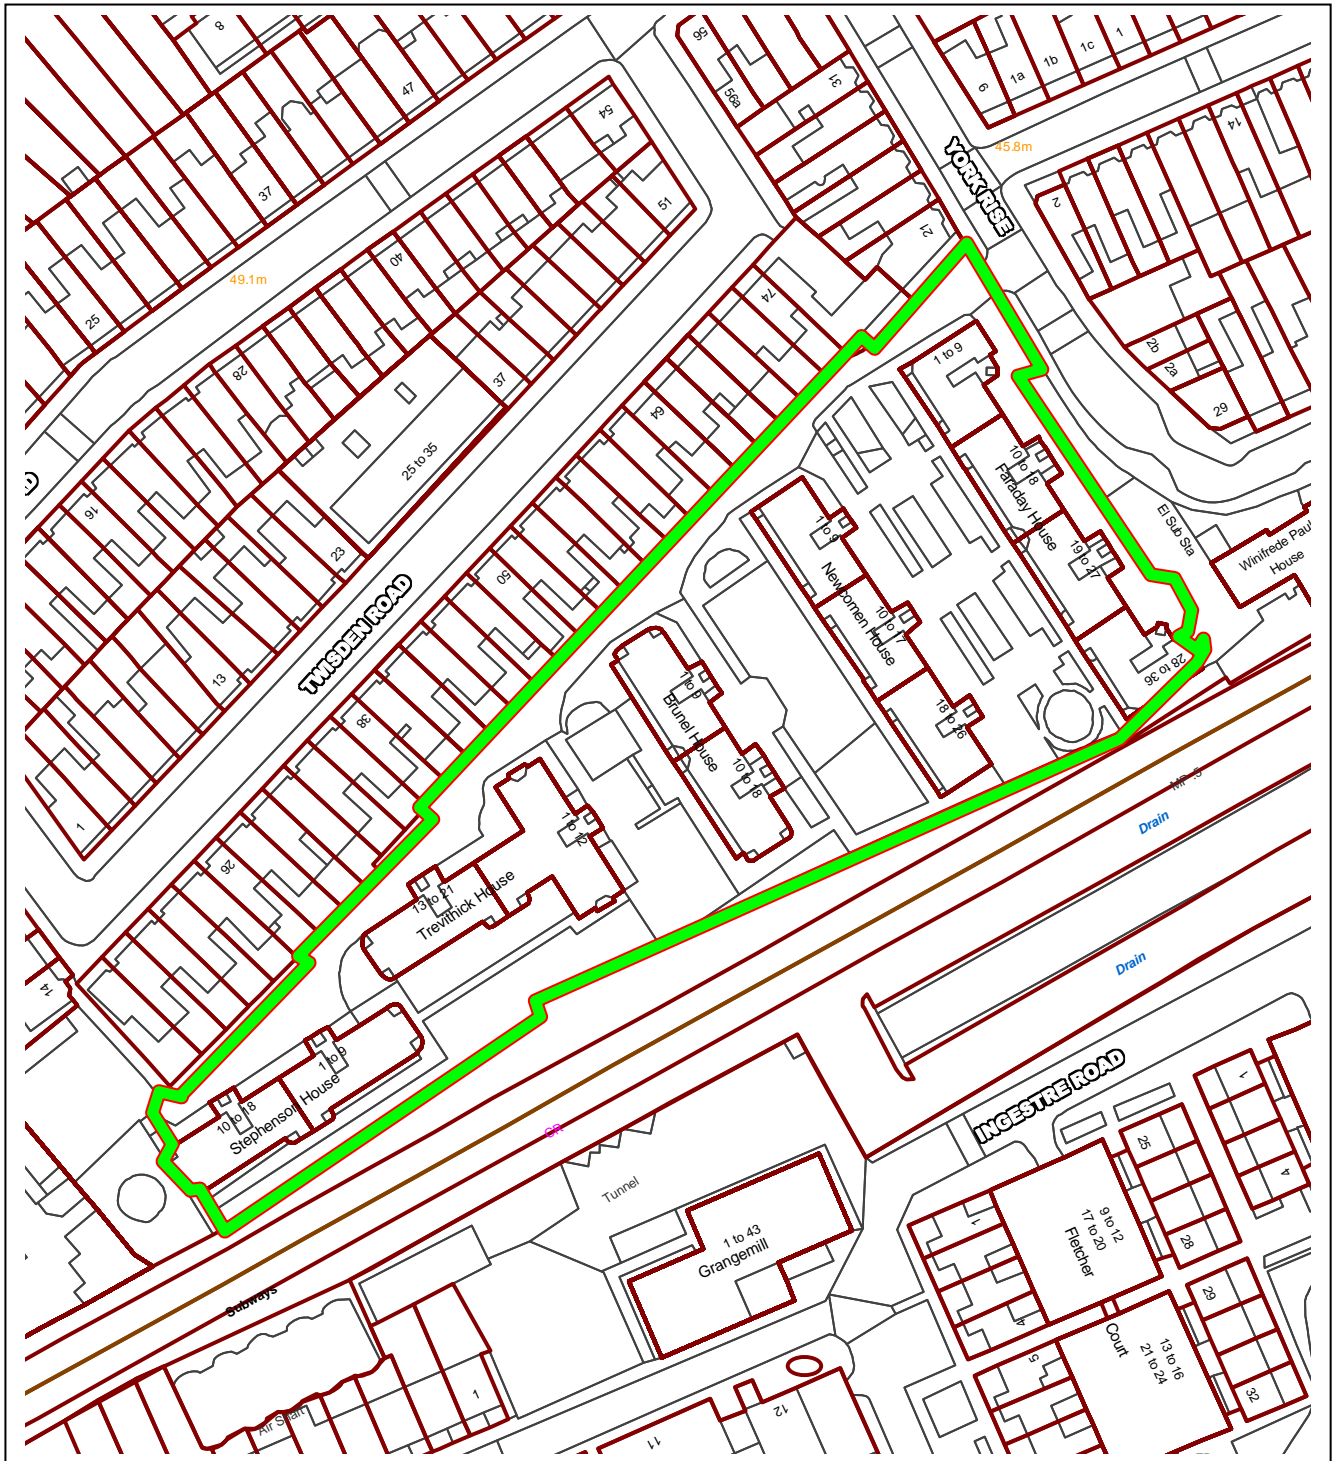 8
56
56a
31
6
1a
1b
1c
1
14
47
54
YORK RISE
45.8m
2
37
51
21
49.1m
40
74
25
28
2b
2a
29
37
1 to 9
64
25 to 35
16
10 to 18
Faraday House
El Sub Sta
Winifrede Paul
House
23
50
1 to 9
Newcomen House
19 to 27
TWISDEN ROAD
10 to 17
13
28 to 36
38
1 to 9
Brunel House
18 to 26
10 to 18
MP .5
Drain
1
26
1 to 12
13 to 21
Trevithick House
Drain
14
1 to 9
10 to 18
Stephenson House
INGESTRE ROAD
GR
Tunnel
25
1
4
1
9 to 12
17 to 20
Fletcher
28
1 to 43
Grangemill
Subways
29
4
Court
5
13 to 16
21 to 24
32
1
Air Shaft
12
11